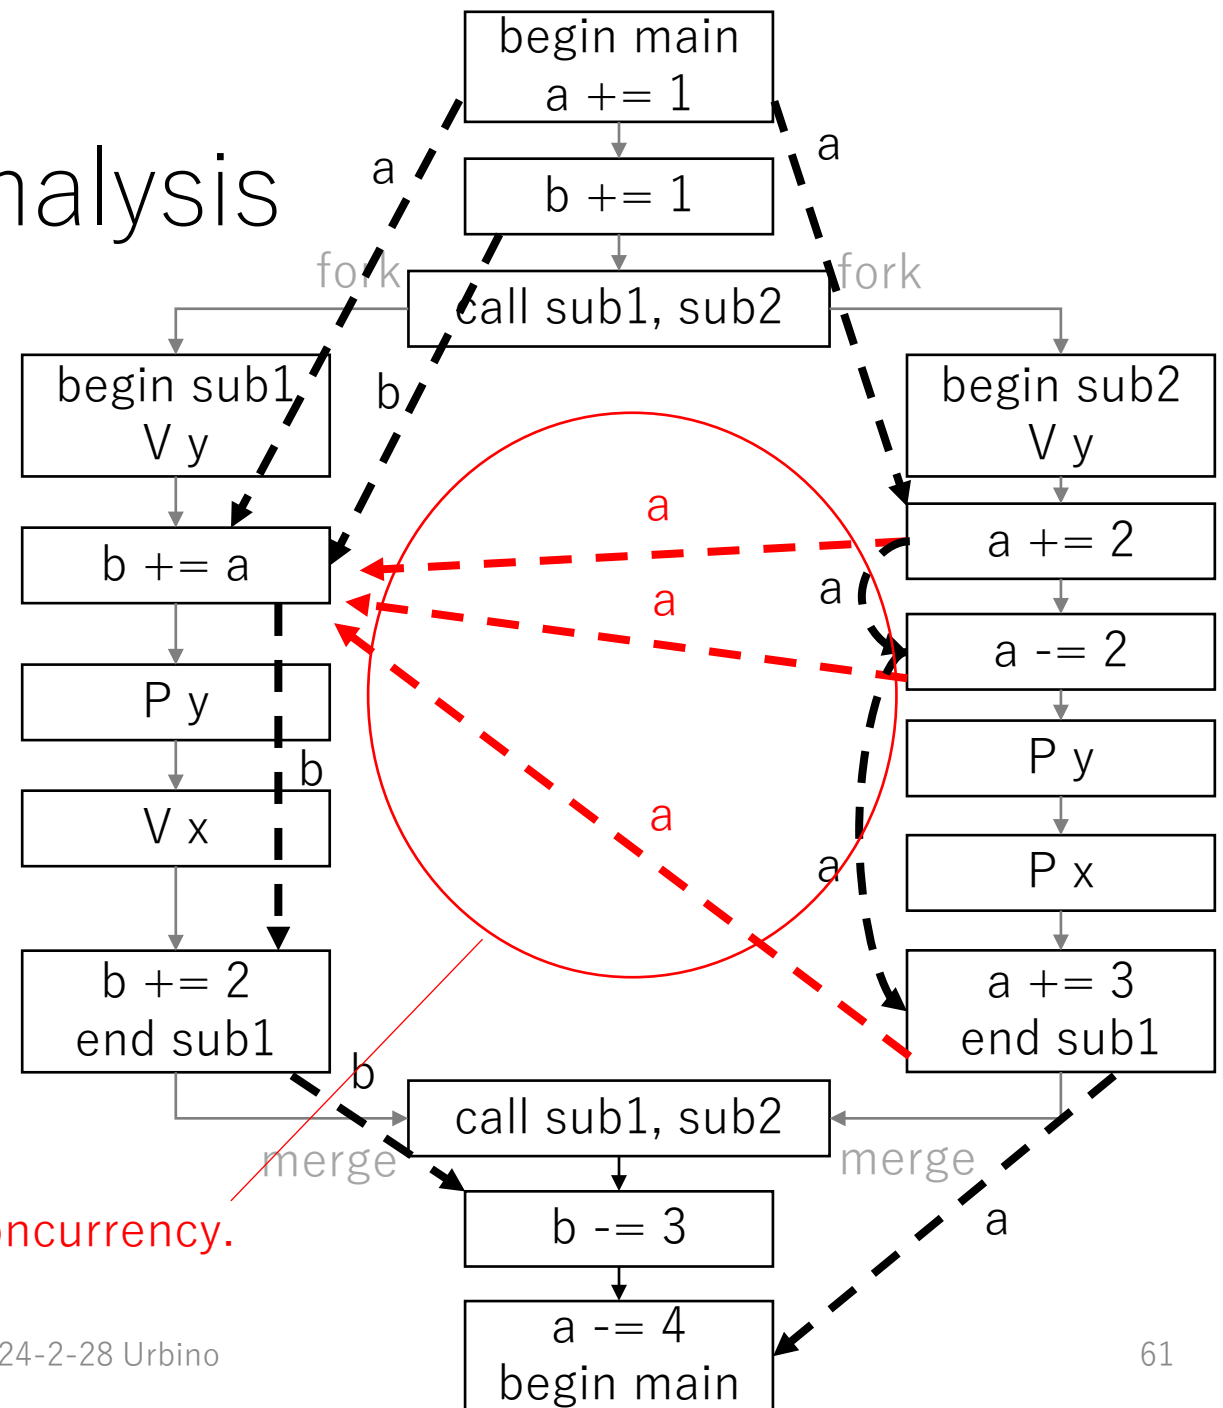 begin main
a += 1
nalysis
a
a
b += 1
fork
fork
call sub1, sub2
begin sub1
V y
b
begin sub2
V y
a
b += a
a += 2
a
a
a -= 2
P y
P y
b
V x
a
a
P x
b += 2
end sub1
a += 3
end sub1
b
call sub1, sub2
merge
merge
b -= 3
a
oncurrency.
a -= 4
begin main
24-2-28 Urbino
61